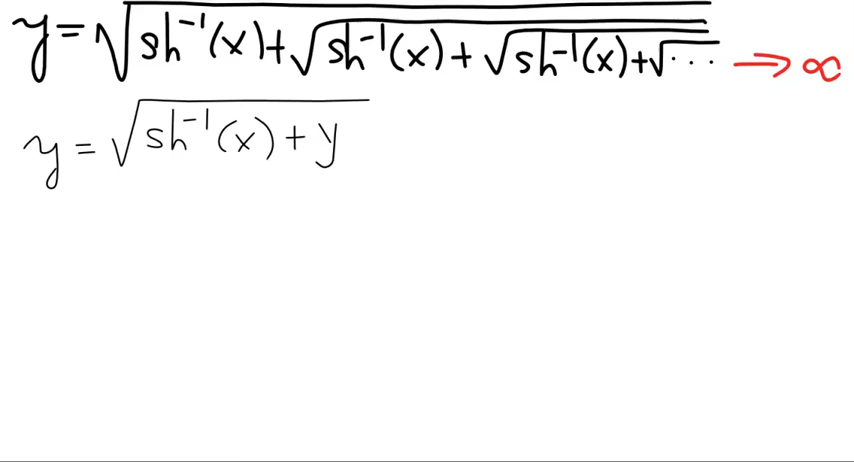 y = √(sh⁻¹(x) + √(sh⁻¹(x) + √(sh⁻¹(x) + √(⋯ → ∞
y = √(sh⁻¹(x) + y)